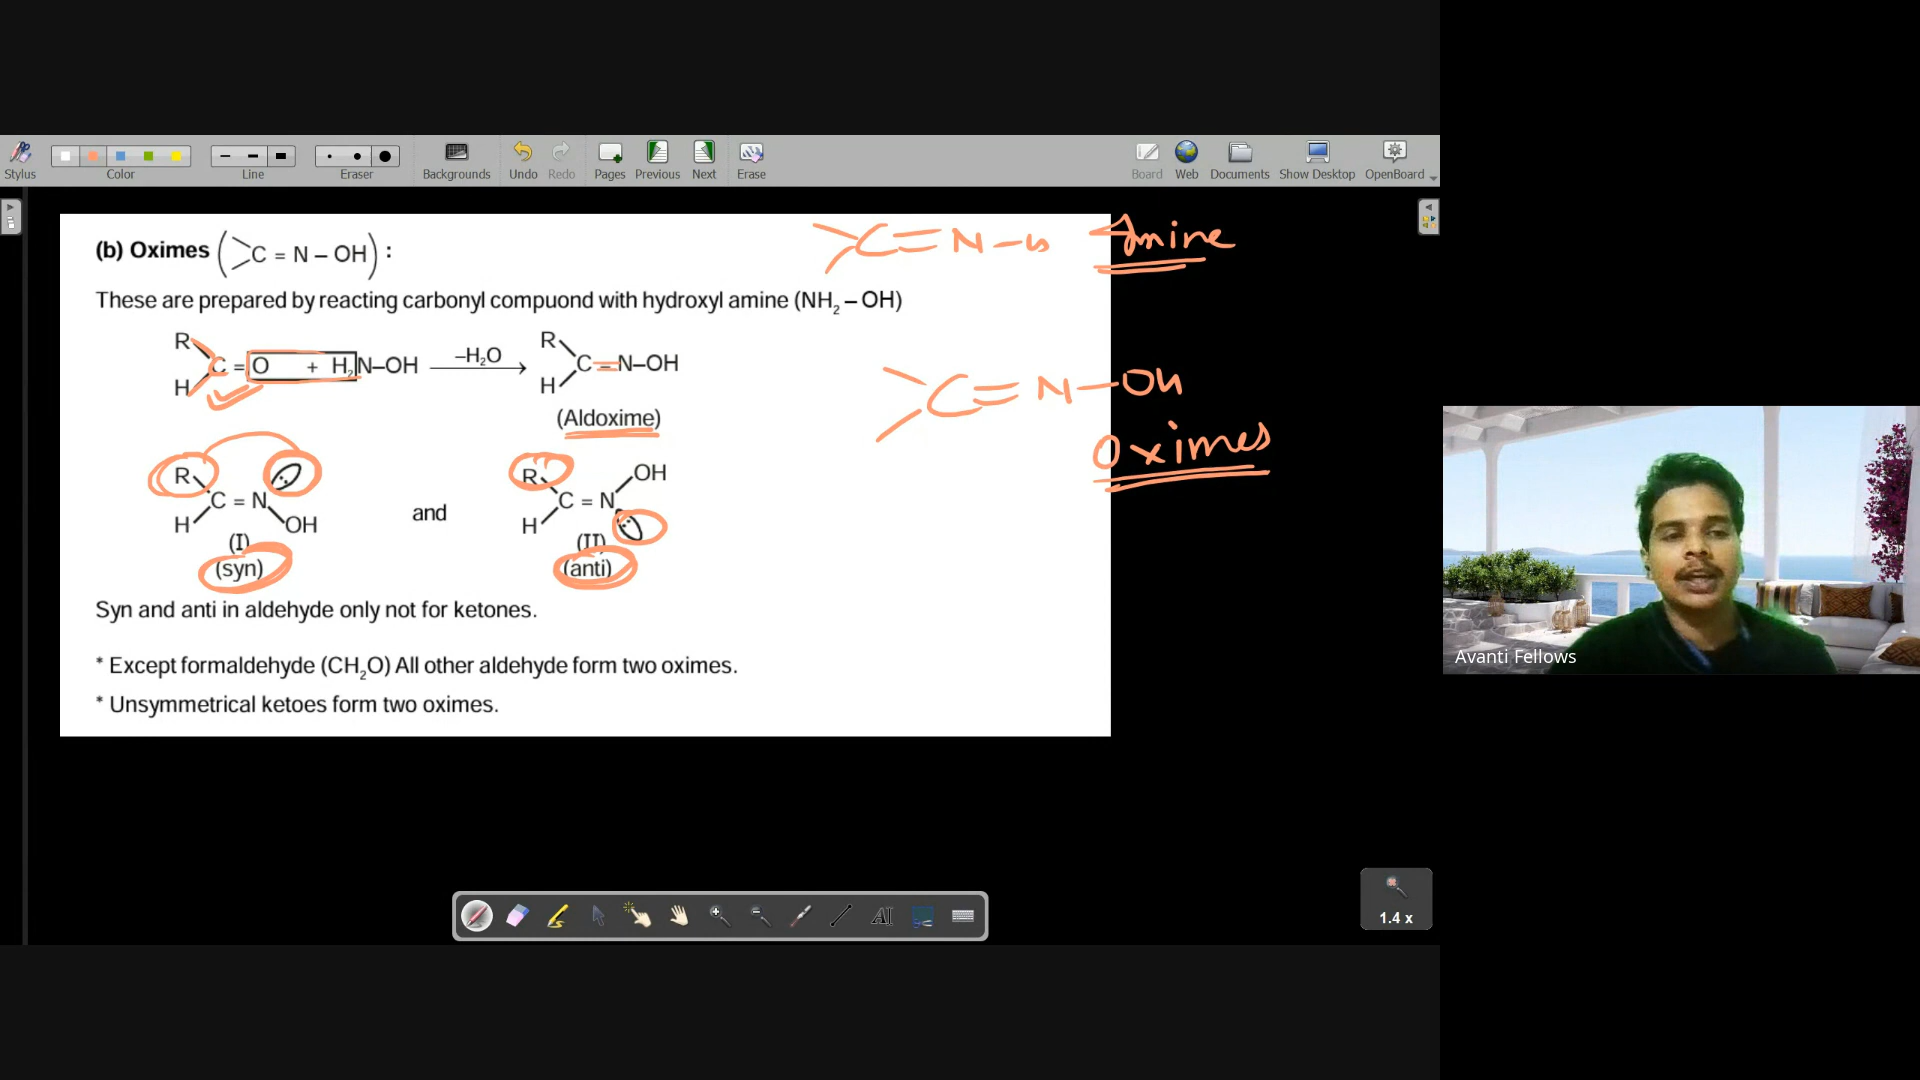 Stylus Color Line Eraser Backgrounds Undo Redo Pages Previous Next Erase Board Web Documents Show Desktop OpenBoard
(b) Oximes ( >C = N – OH ) :
>C=N-
Amine
These are prepared by reacting carbonyl compuond with hydroxyl amine (NH₂ – OH)
R
H
C = O + H₂N–OH
–H₂O
R
H
C = N–OH
(Aldoxime)
>C=N-OH
Oximes
R
H
C = N
OH
(I)
(syn)
and
R
H
C = N
OH
(II)
(anti)
Syn and anti in aldehyde only not for ketones.
* Except formaldehyde (CH₂O) All other aldehyde form two oximes.
* Unsymmetrical ketoes form two oximes.
Avanti Fellows
1.4 x